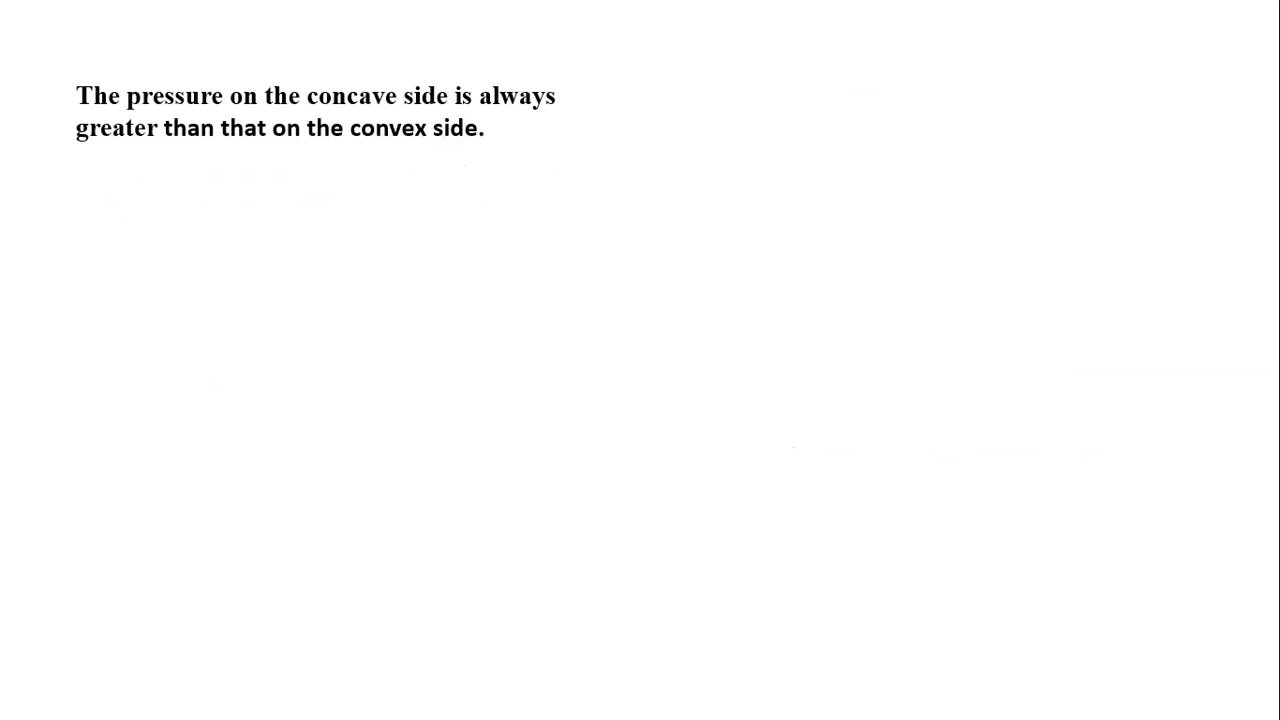 The pressure on the concave side is always
greater than that on the convex side.